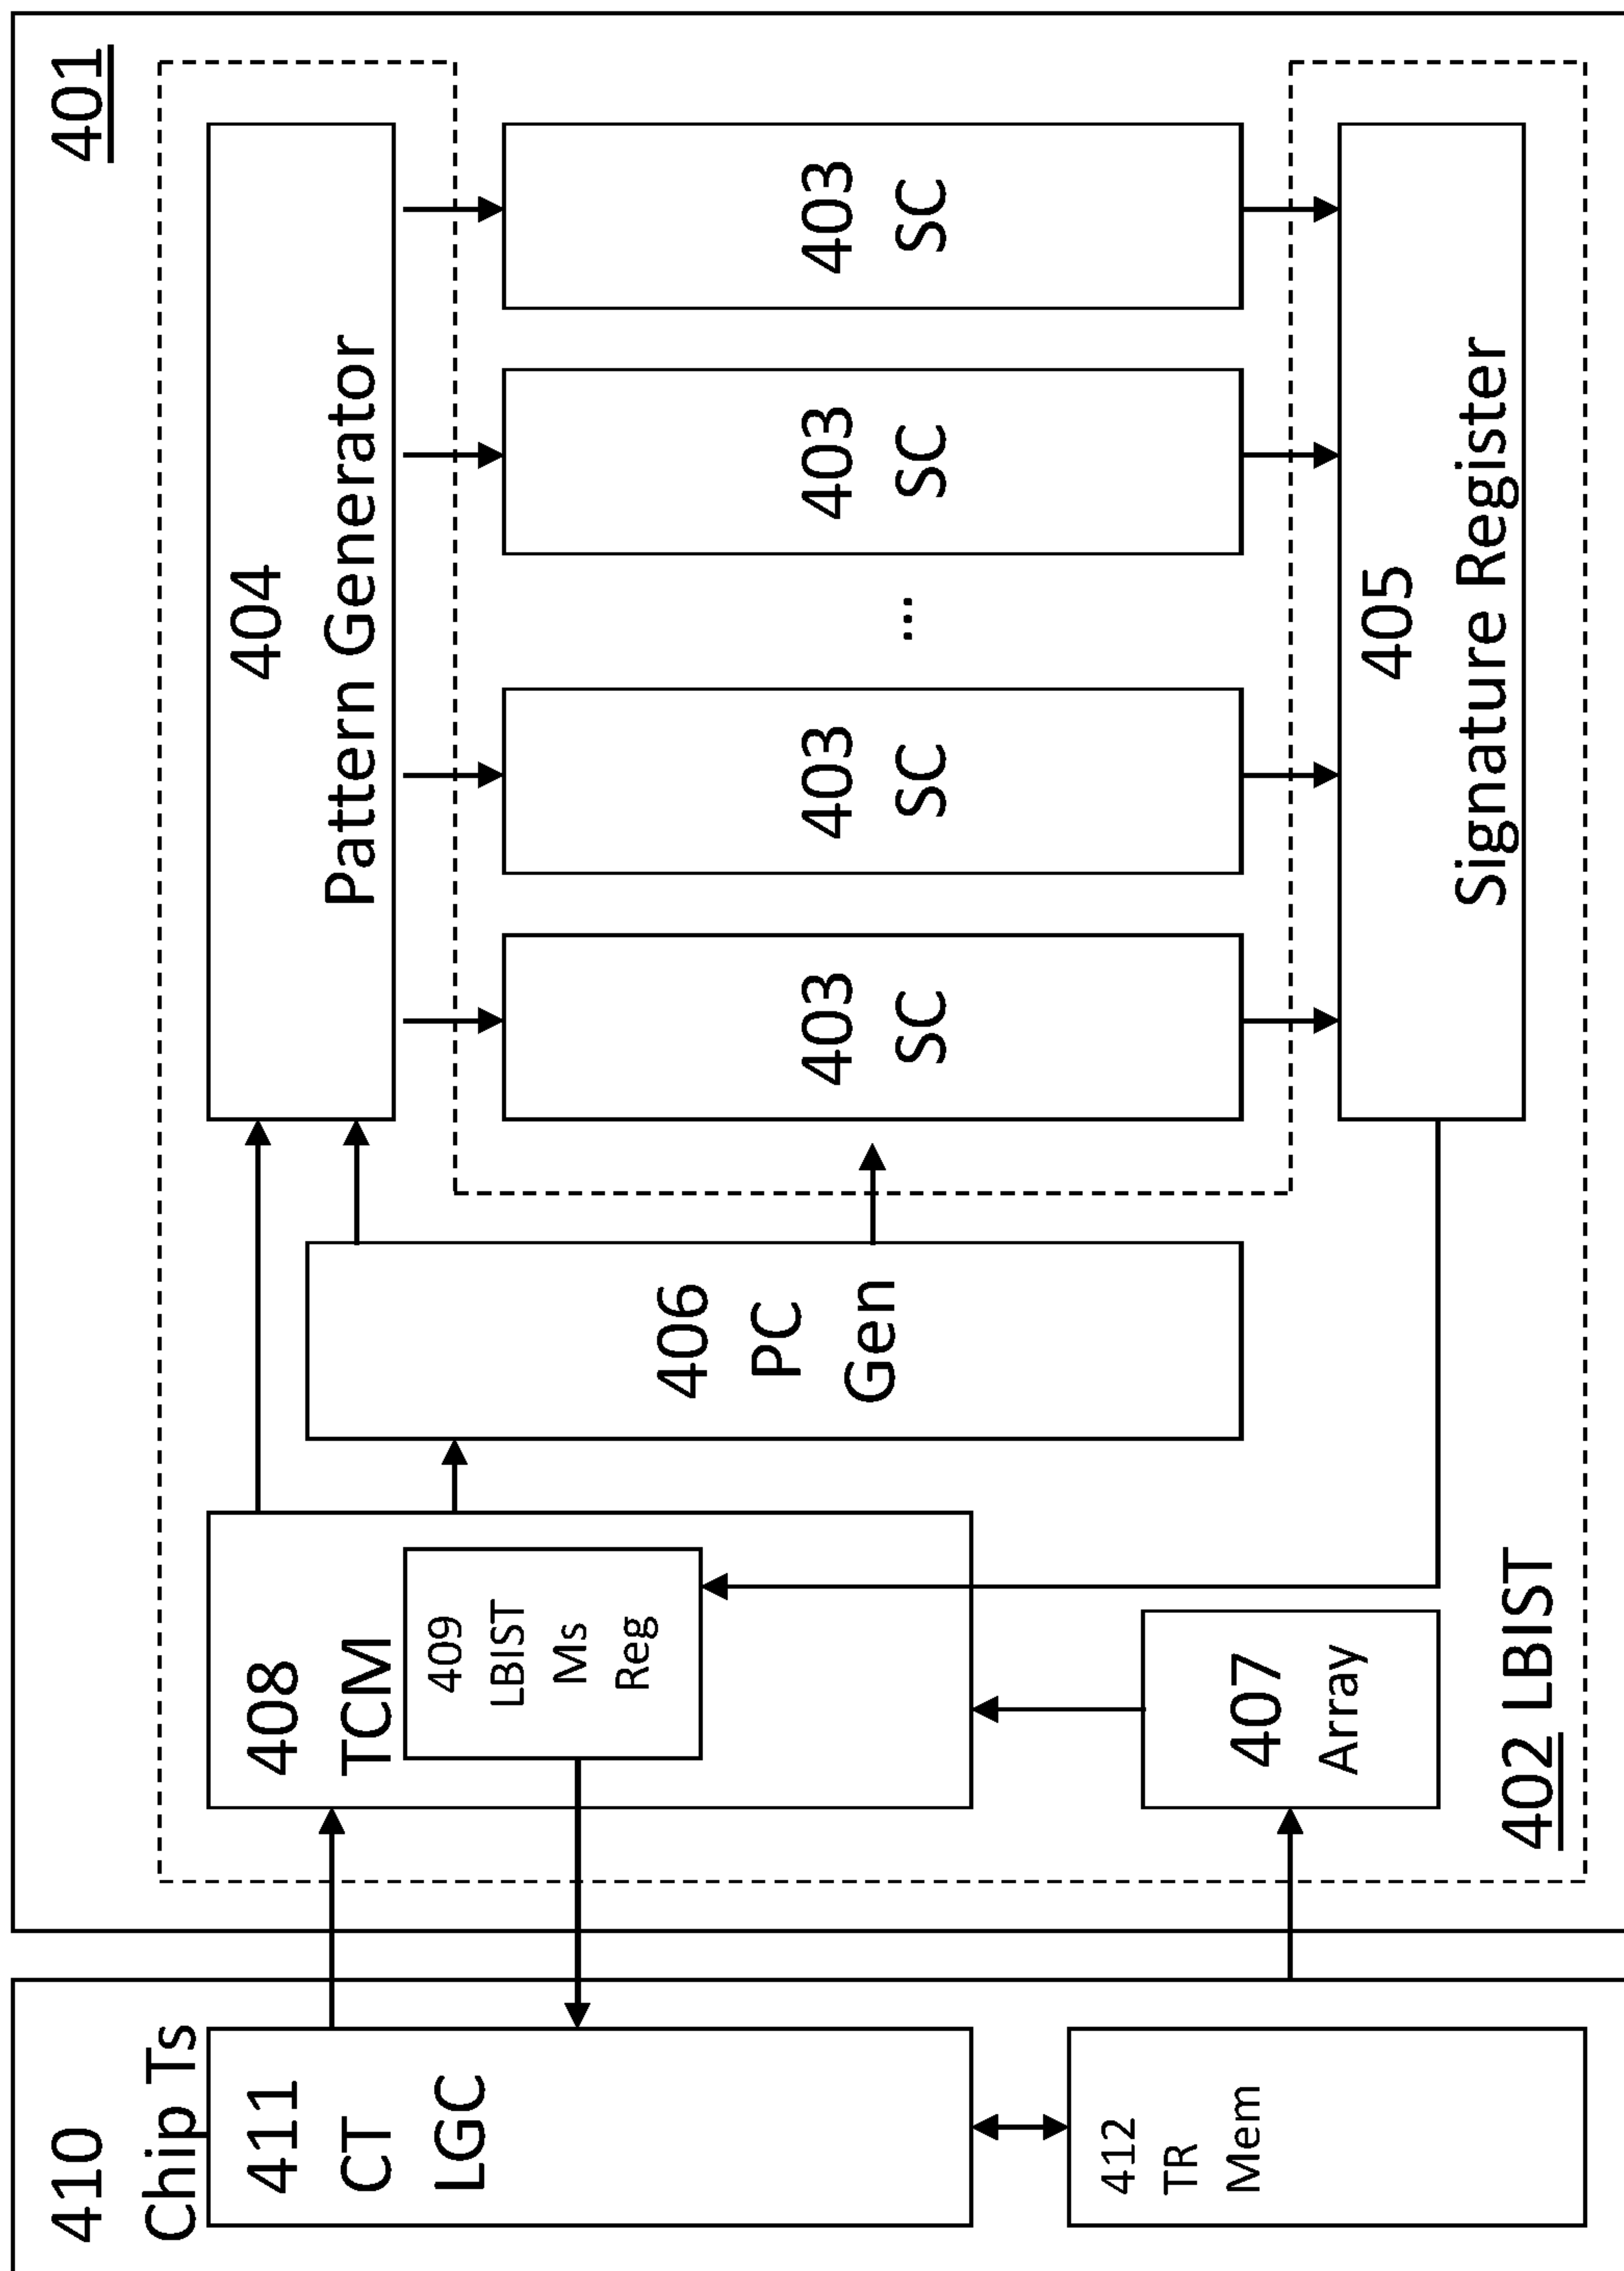 410
Chip Ts
411
CT
LGC
412
TR
Mem
401
402 LBIST
408
TCM
409
LBIST
Ms
Reg
407
Array
406
PC
Gen
404
Pattern Generator
403
SC
403
SC
...
403
SC
403
SC
405
Signature Register